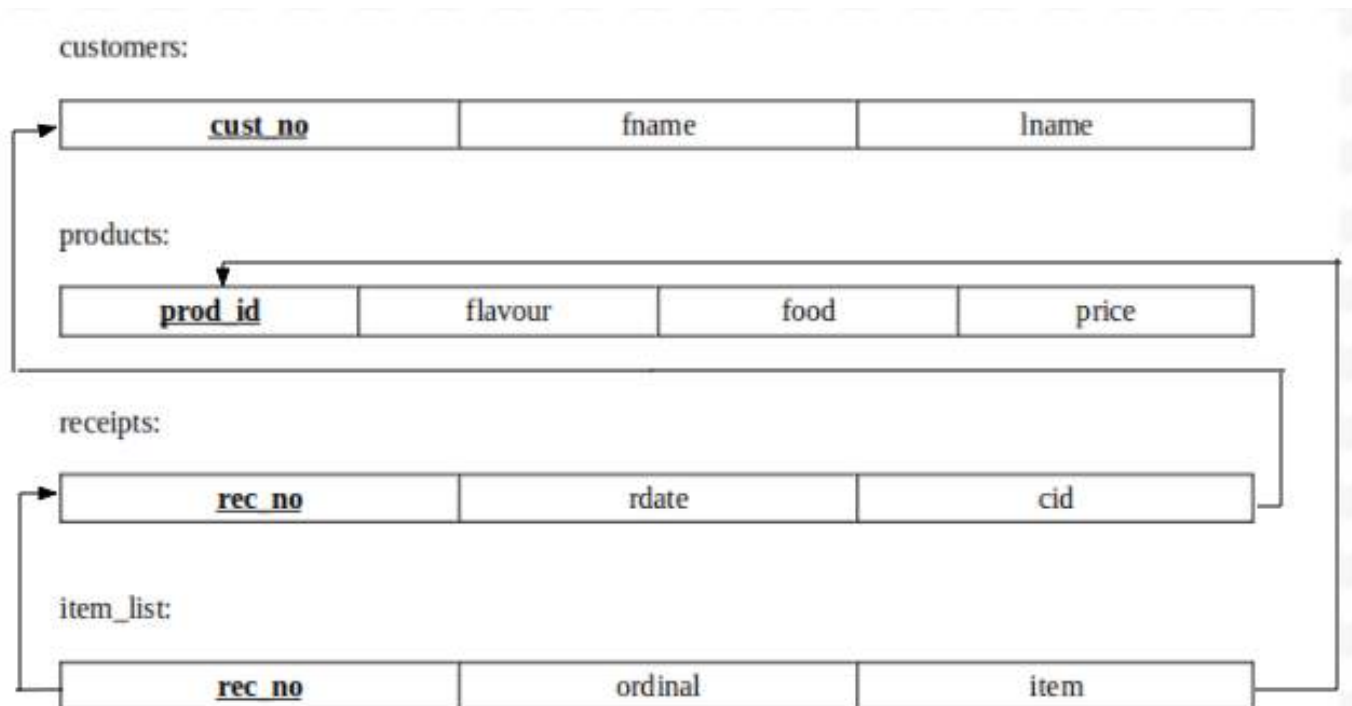 customers:
cust_no fname lname
products:
prod_id flavour food price
receipts:
rec_no rdate cid
item_list:
rec_no ordinal item